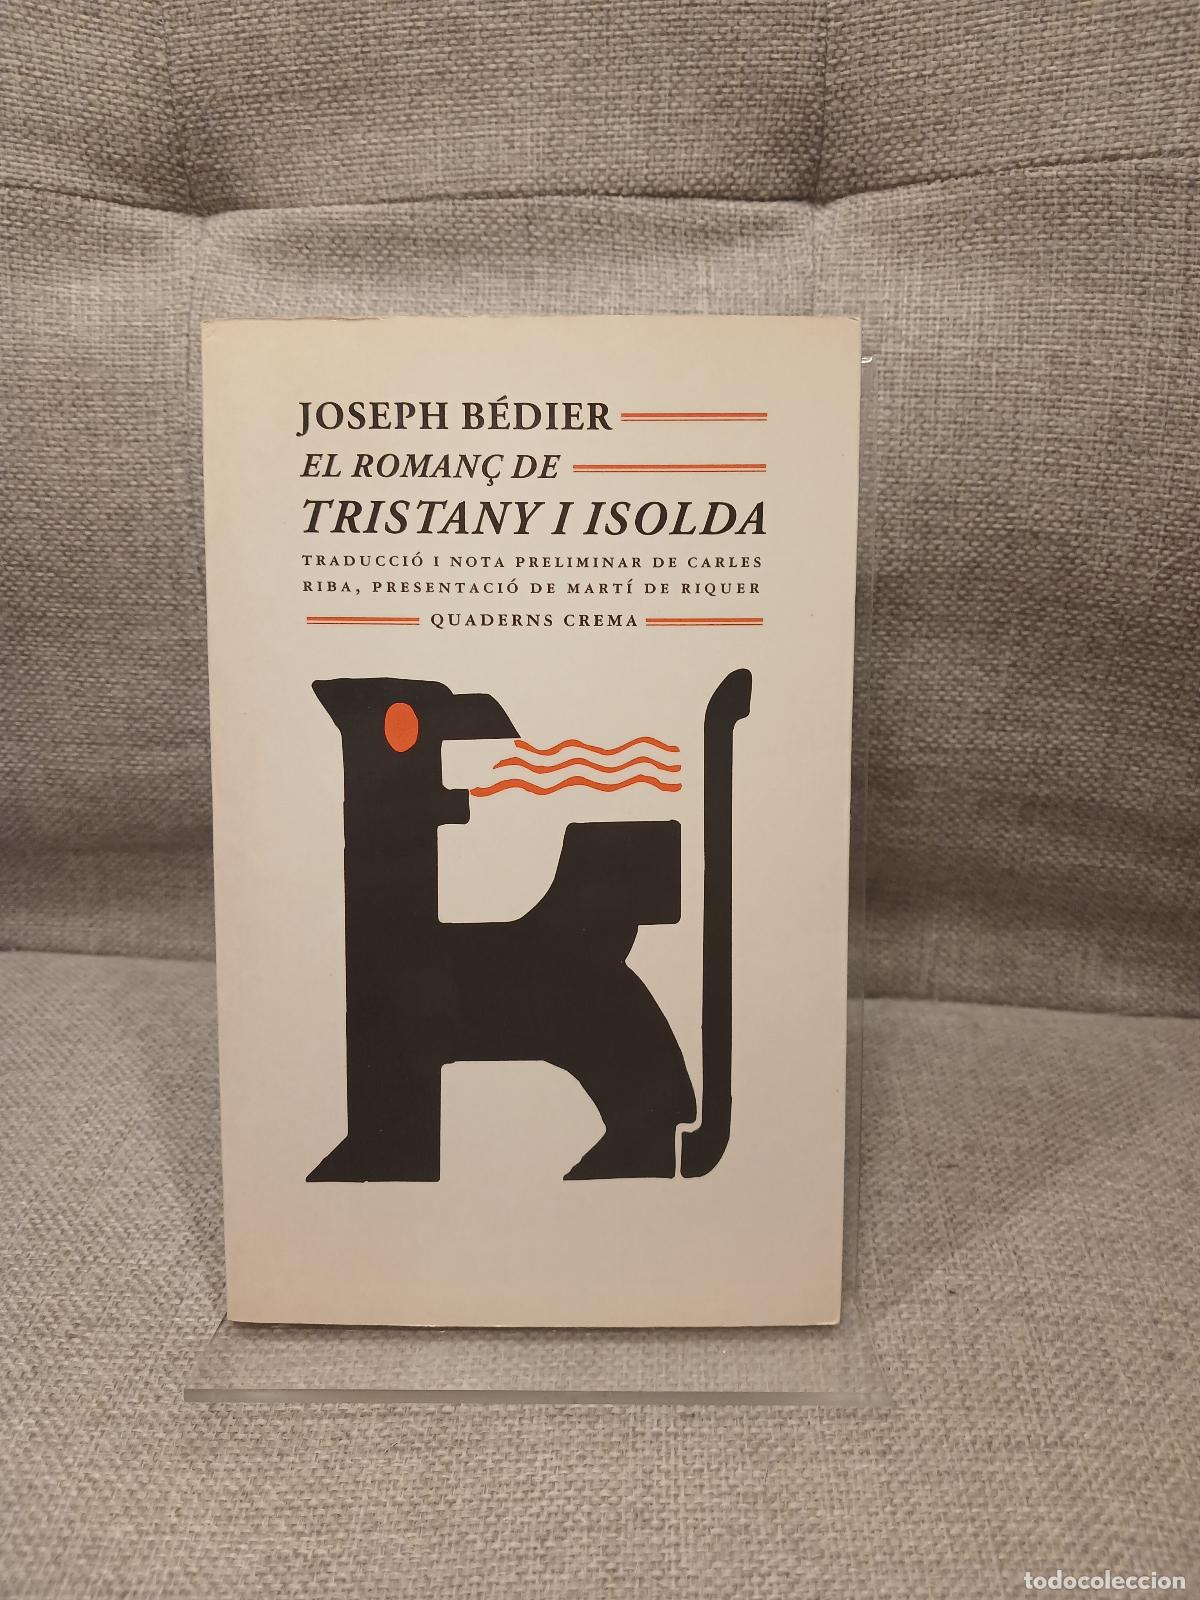 JOSEPH BÉDIER
EL ROMANÇ DE
TRISTANY I ISOLDA
TRADUCCIÓ I NOTA PRELIMINAR DE CARLES
RIBA, PRESENTACIÓ DE MARTÍ DE RIQUER
QUADERNS CREMA
todocoleccion